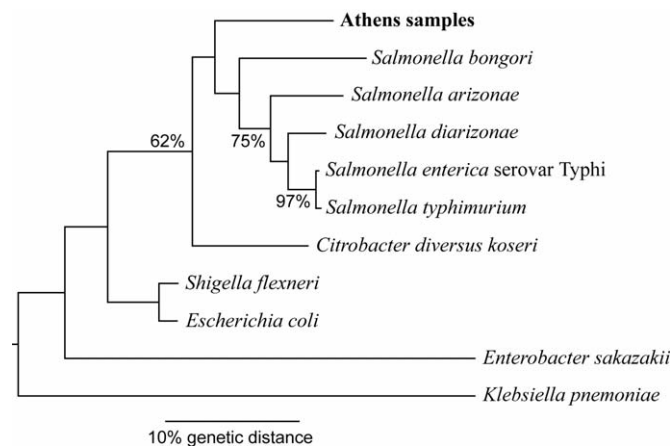 Athens samples
Salmonella bongori
Salmonella arizonae
62%
75%
Salmonella diarizonae
Salmonella enterica serovar Typhi
97%
Salmonella typhimurium
Citrobacter diversus koseri
Shigella flexneri
Escherichia coli
Enterobacter sakazakii
Klebsiella pnemoniae
10% genetic distance